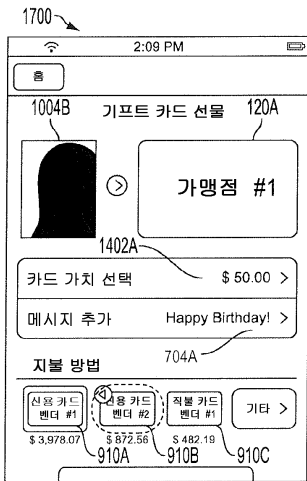 1700
2:09 PM
홈
1004B
기프트 카드 선물
120A
가맹점 #1
1402A
카드 가치 선택 $ 50.00 >
메시지 추가 Happy Birthday! >
704A
지불 방법
신용 카드 벤더 #1
신용 카드 벤더 #2
직불 카드 벤더 #1
기타 >
$ 3,978.07 $ 872.56 $ 482.19
910A 910B 910C